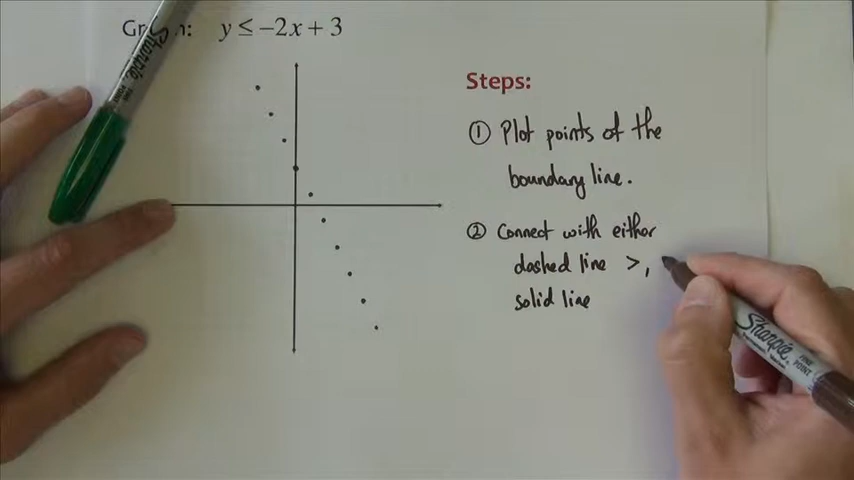 y ≤ −2x + 3
Sharpie
Steps:
① Plot points of the
boundary line.
② Connect with either
dashed line >,
solid line
Sharpie
FINE POINT